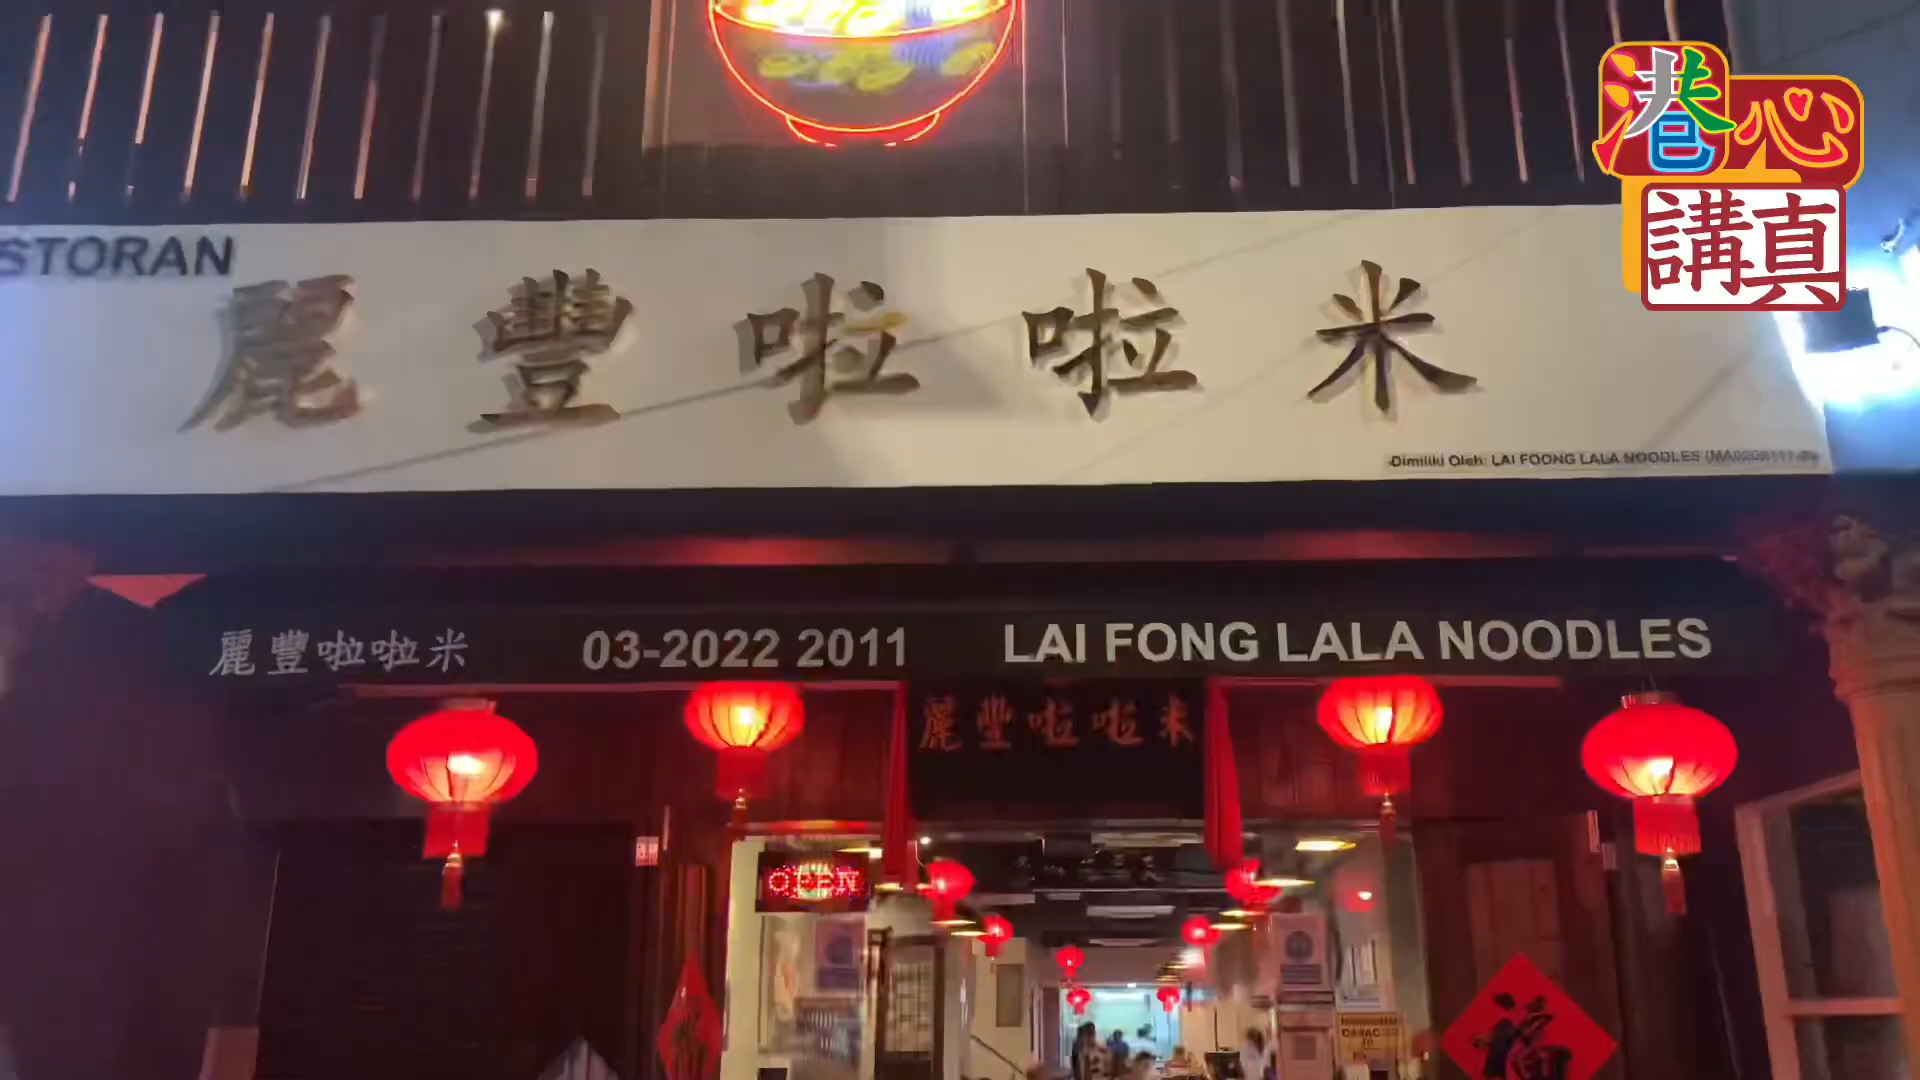 港心
講真
STORAN
麗豐啦啦米
Dimiliki Oleh: LAI FOONG LALA NOODLES
麗豐啦啦米 03-2022 2011 LAI FONG LALA NOODLES
麗豐啦啦米
OPEN
福